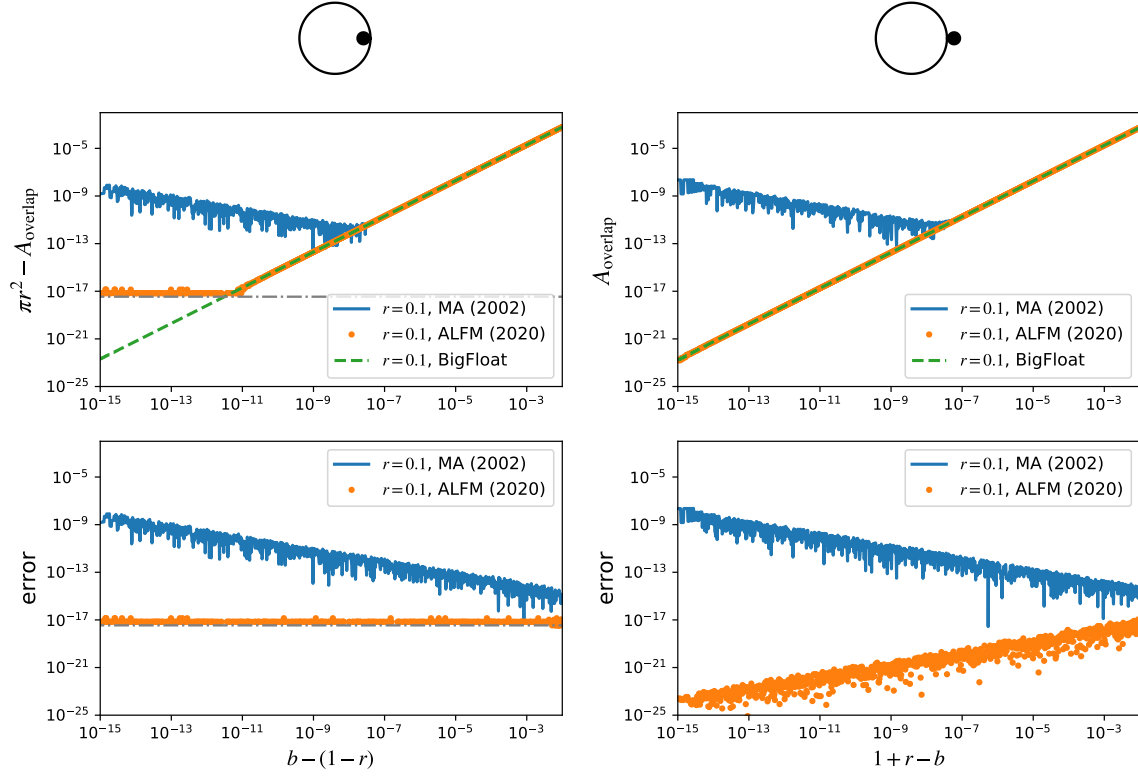 πr² − A_overlap
10⁻⁵
10⁻⁹
10⁻¹³
10⁻¹⁷
10⁻²¹
10⁻²⁵
r = 0.1, MA (2002)
r = 0.1, ALFM (2020)
r = 0.1, BigFloat
10⁻¹⁵ 10⁻¹³ 10⁻¹¹ 10⁻⁹ 10⁻⁷ 10⁻⁵ 10⁻³
A_overlap
10⁻⁵
10⁻⁹
10⁻¹³
10⁻¹⁷
10⁻²¹
10⁻²⁵
r = 0.1, MA (2002)
r = 0.1, ALFM (2020)
r = 0.1, BigFloat
10⁻¹⁵ 10⁻¹³ 10⁻¹¹ 10⁻⁹ 10⁻⁷ 10⁻⁵ 10⁻³
error
10⁻⁵
10⁻⁹
10⁻¹³
10⁻¹⁷
10⁻²¹
10⁻²⁵
r = 0.1, MA (2002)
r = 0.1, ALFM (2020)
10⁻¹⁵ 10⁻¹³ 10⁻¹¹ 10⁻⁹ 10⁻⁷ 10⁻⁵ 10⁻³
b − (1 − r)
error
10⁻⁵
10⁻⁹
10⁻¹³
10⁻¹⁷
10⁻²¹
10⁻²⁵
r = 0.1, MA (2002)
r = 0.1, ALFM (2020)
10⁻¹⁵ 10⁻¹³ 10⁻¹¹ 10⁻⁹ 10⁻⁷ 10⁻⁵ 10⁻³
1 + r − b